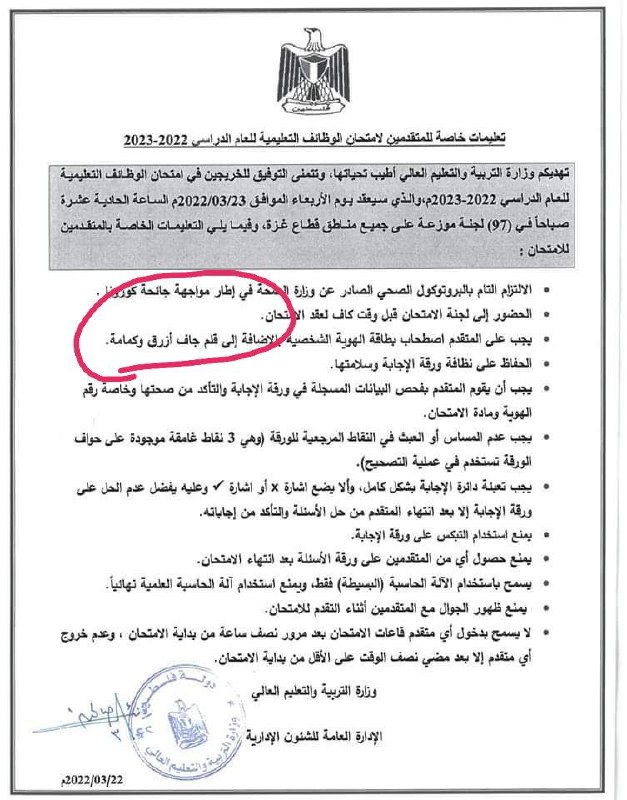 فلسطين
تعليمات خاصة للمتقدمين لامتحان الوظائف التعليمية للعام الدراسي 2022-2023
تهديكم وزارة التربية والتعليم العالي أطيب تحياتها، وتتمنى التوفيق للخريجين في امتحان الوظائف التعليمية
للعام الدراسي 2022-2023م،والذي سيعقد يوم الأربعاء الموافق 2022/03/23م الساعة الحادية عشرة
صباحاً في (97) لجنة موزعة على جميع مناطق قطاع غزة، وفيما يلي التعليمات الخاصة بالمتقدمين
للامتحان :
• الالتزام التام بالبروتوكول الصحي الصادر عن وزارة الصحة في إطار مواجهة جائحة كورونا .
• الحضور إلى لجنة الامتحان قبل وقت كاف لعقد الامتحان.
• يجب على المتقدم اصطحاب بطاقة الهوية الشخصية بالإضافة إلى قلم جاف أزرق وكمامة.
• الحفاظ على نظافة ورقة الإجابة وسلامتها.
• يجب أن يقوم المتقدم بفحص البيانات المسجلة في ورقة الإجابة والتأكد من صحتها وخاصة رقم
الهوية ومادة الامتحان.
• يجب عدم المساس أو العبث في النقاط المرجعية للورقة (وهي 3 نقاط غامقة موجودة على حواف
الورقة تستخدم في عملية التصحيح).
• يجب تعبئة دائرة الإجابة بشكل كامل، وألا يضع اشارة x أو اشارة ✓ وعليه يفضل عدم الحل على
ورقة الإجابة إلا بعد انتهاء المتقدم من حل الأسئلة والتأكد من إجاباته.
• يمنع استخدام التبكس على ورقة الإجابة.
• يمنع حصول أي من المتقدمين على ورقة الأسئلة بعد انتهاء الامتحان.
• يسمح باستخدام الآلة الحاسبة (البسيطة) فقط، ويمنع استخدام آلة الحاسبة العلمية نهائياً.
• يمنع ظهور الجوال مع المتقدمين أثناء التقدم للامتحان.
• لا يسمح بدخول أي متقدم قاعات الامتحان بعد مرور نصف ساعة من بداية الامتحان ، وعدم خروج
أي متقدم إلا بعد مضي نصف الوقت على الأقل من بداية الامتحان.
وزارة التربية والتعليم العالي
دولة فلسطين
وزارة التربية والتعليم العالي
الإدارة العامة للشئون الإدارية
2022/03/22م